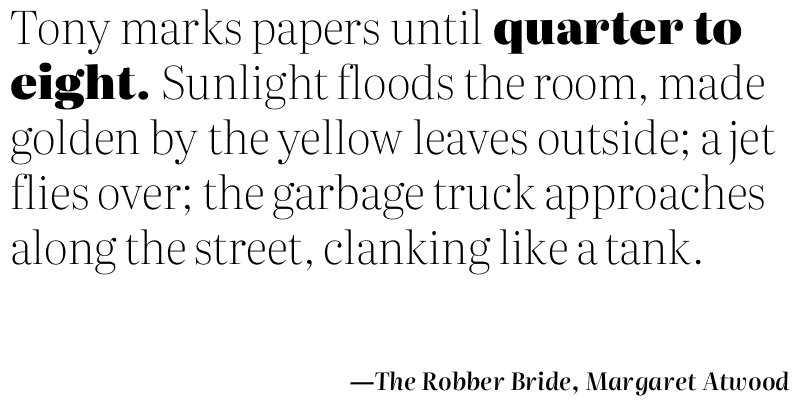 Tony marks papers until quarter to
eight. Sunlight floods the room, made
golden by the yellow leaves outside; a jet
flies over; the garbage truck approaches
along the street, clanking like a tank.
—The Robber Bride, Margaret Atwood